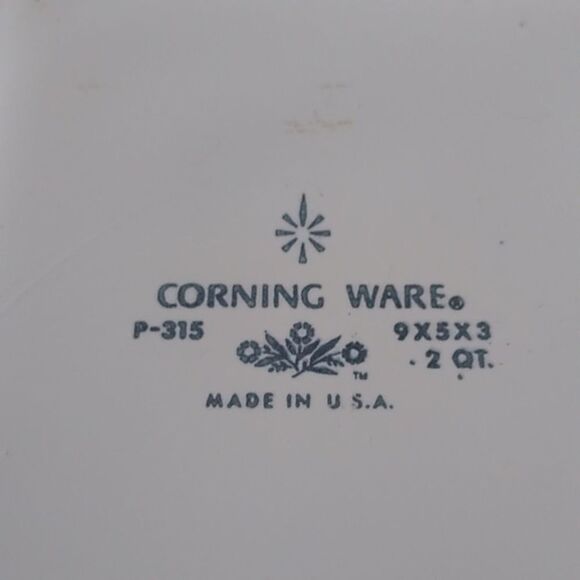 CORNING WARE®
P-315 9X5X3
2 QT.
TM
MADE IN U.S.A.